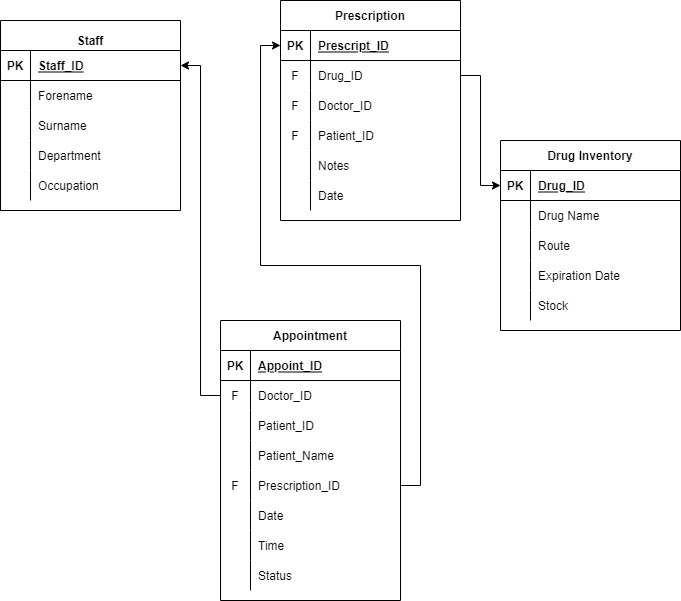 Staff
PK Staff_ID
Forename
Surname
Department
Occupation
Prescription
PK Prescript_ID
F Drug_ID
F Doctor_ID
F Patient_ID
Notes
Date
Drug Inventory
PK Drug_ID
Drug Name
Route
Expiration Date
Stock
Appointment
PK Appoint_ID
F Doctor_ID
Patient_ID
Patient_Name
F Prescription_ID
Date
Time
Status